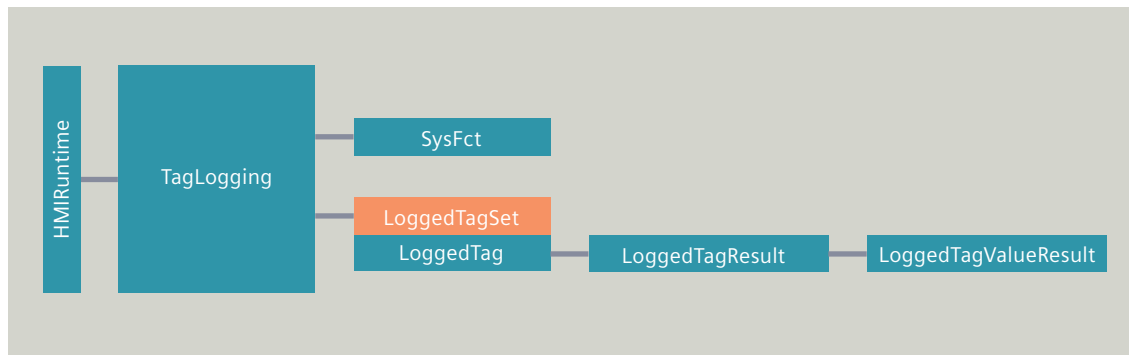 HMIRuntime
TagLogging
SysFct
LoggedTagSet
LoggedTag
LoggedTagResult
LoggedTagValueResult